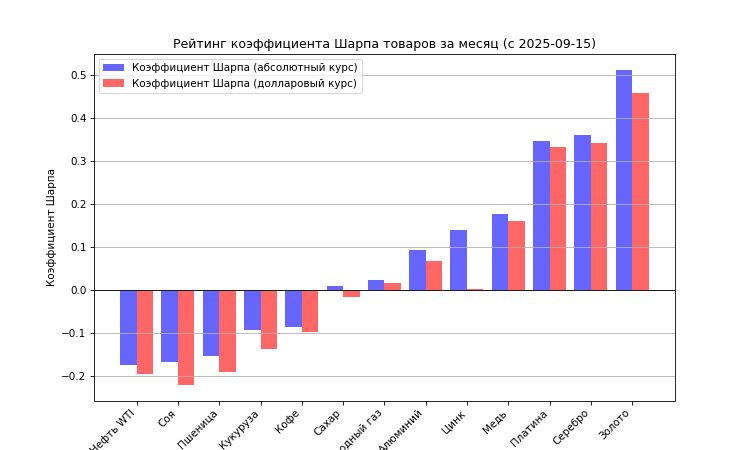 Рейтинг коэффициента Шарпа товаров за месяц (с 2025-09-15)
Коэффициент Шарпа (абсолютный курс)
Коэффициент Шарпа (долларовый курс)
Коэффициент Шарпа
0.5
0.4
0.3
0.2
0.1
0.0
−0.1
−0.2
Нефть WTI
Соя
Пшеница
Кукуруза
Кофе
Сахар
газ
Алюминий
Цинк
Медь
Платина
Серебро
Золото